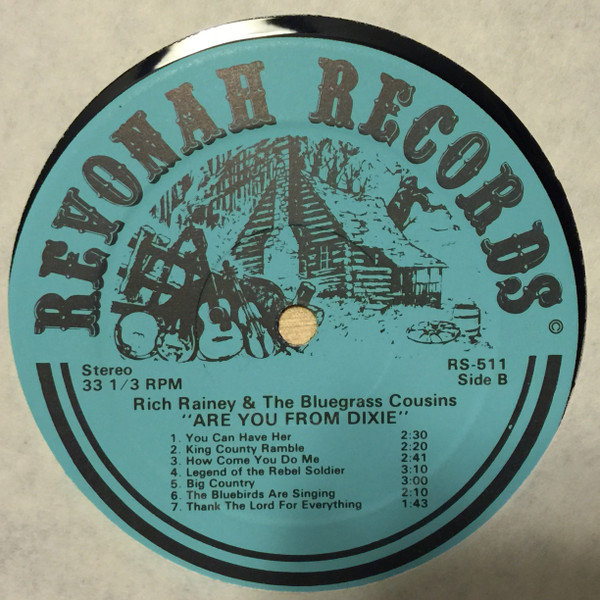 REVONAH RECORDS
©
Stereo
33 1/3 RPM
RS-511
Side B
Rich Rainey & The Bluegrass Cousins
"ARE YOU FROM DIXIE"
1. You Can Have Her 2:30
2. King County Ramble 2:20
3. How Come You Do Me 2:41
4. Legend of the Rebel Soldier 3:10
5. Big Country 3:00
6. The Bluebirds Are Singing 2:10
7. Thank The Lord For Everything 1:43